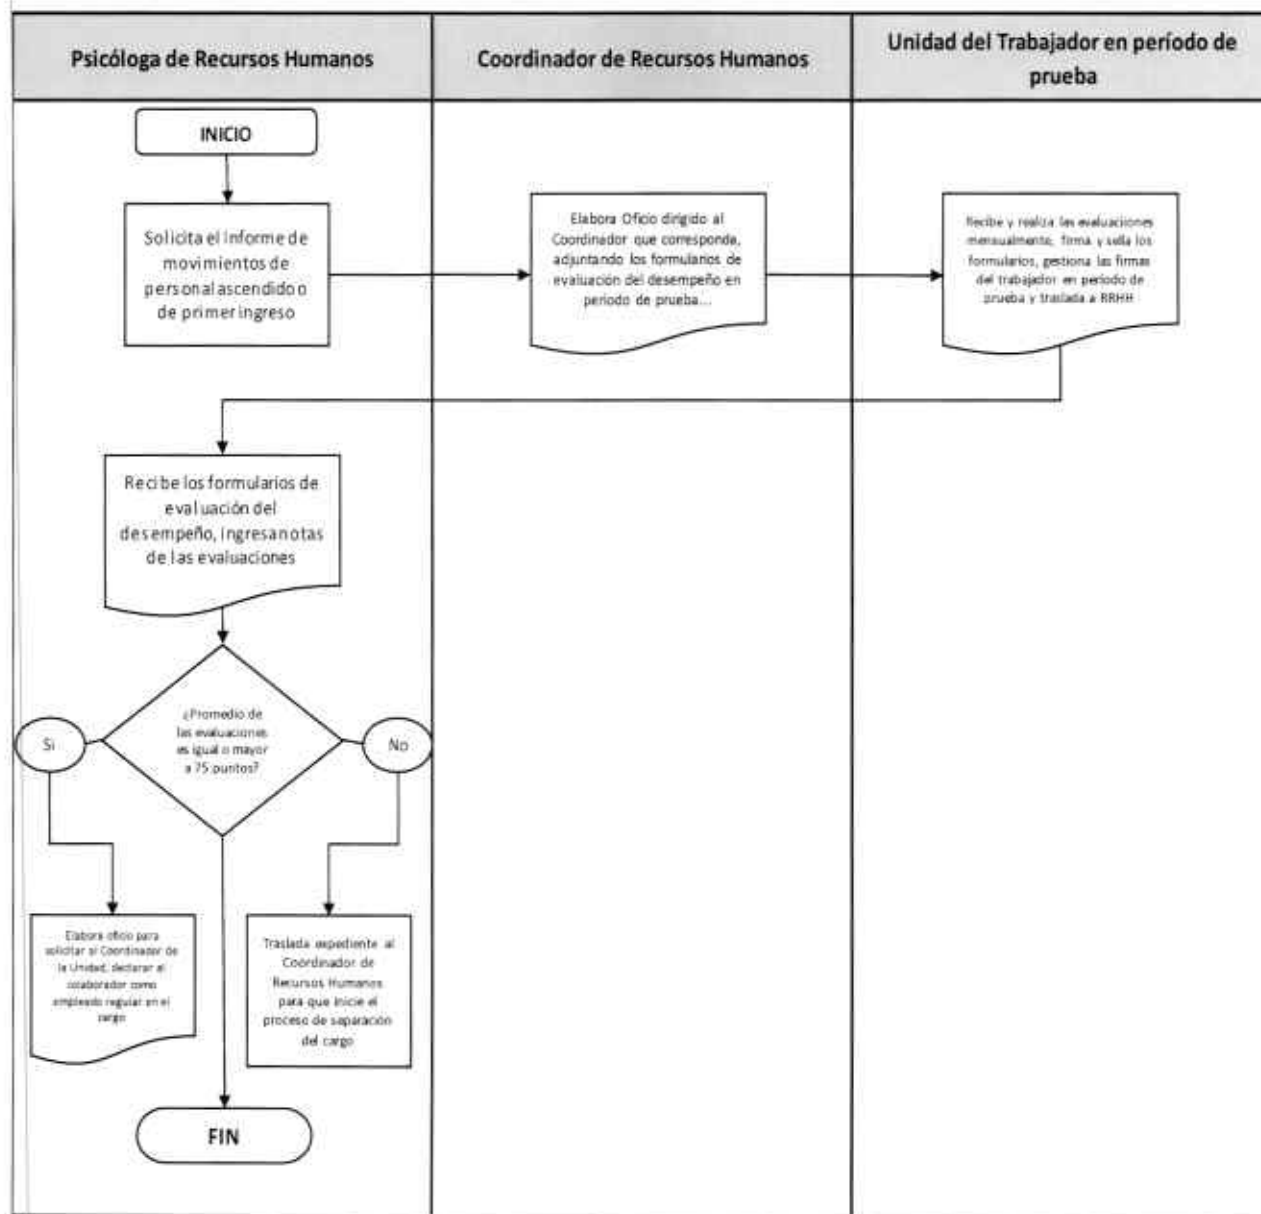 Psicóloga de Recursos Humanos
Coordinador de Recursos Humanos
Unidad del Trabajador en período de
prueba
INICIO
Solicita el informe de
movimientos de
personal ascendido o
de primer ingreso
Elabora Oficio dirigido al
Coordinador que corresponda,
adjuntando los formularios de
evaluación del desempeño en
período de prueba...
Recibe y realiza las evaluaciones
mensualmente, firma y sella los
formularios, gestiona las firmas
del trabajador en período de
prueba y traslada a RRHH
Recibe los formularios de
evaluación del
desempeño, ingresa notas
de las evaluaciones
¿Promedio de
las evaluaciones
es igual o mayor
a 75 puntos?
Si
No
Elabora oficio para
solicitar al Coordinador de
la Unidad, declarar al
colaborador como
empleado regular en el
cargo
Traslada expediente al
Coordinador de
Recursos Humanos
para que inicie el
proceso de separación
del cargo
FIN